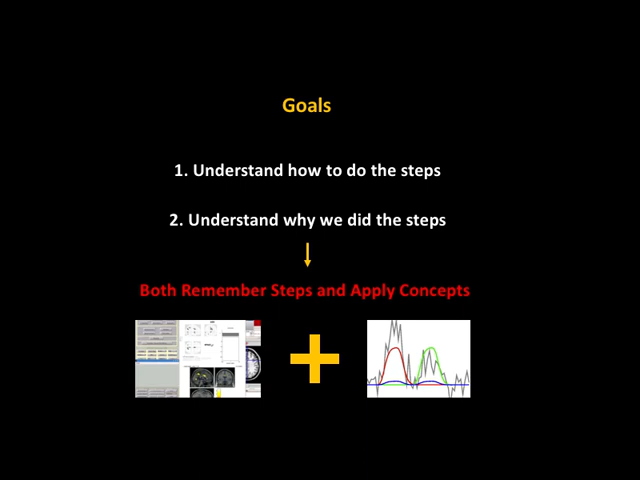 Goals
1. Understand how to do the steps
2. Understand why we did the steps
Both Remember Steps and Apply Concepts